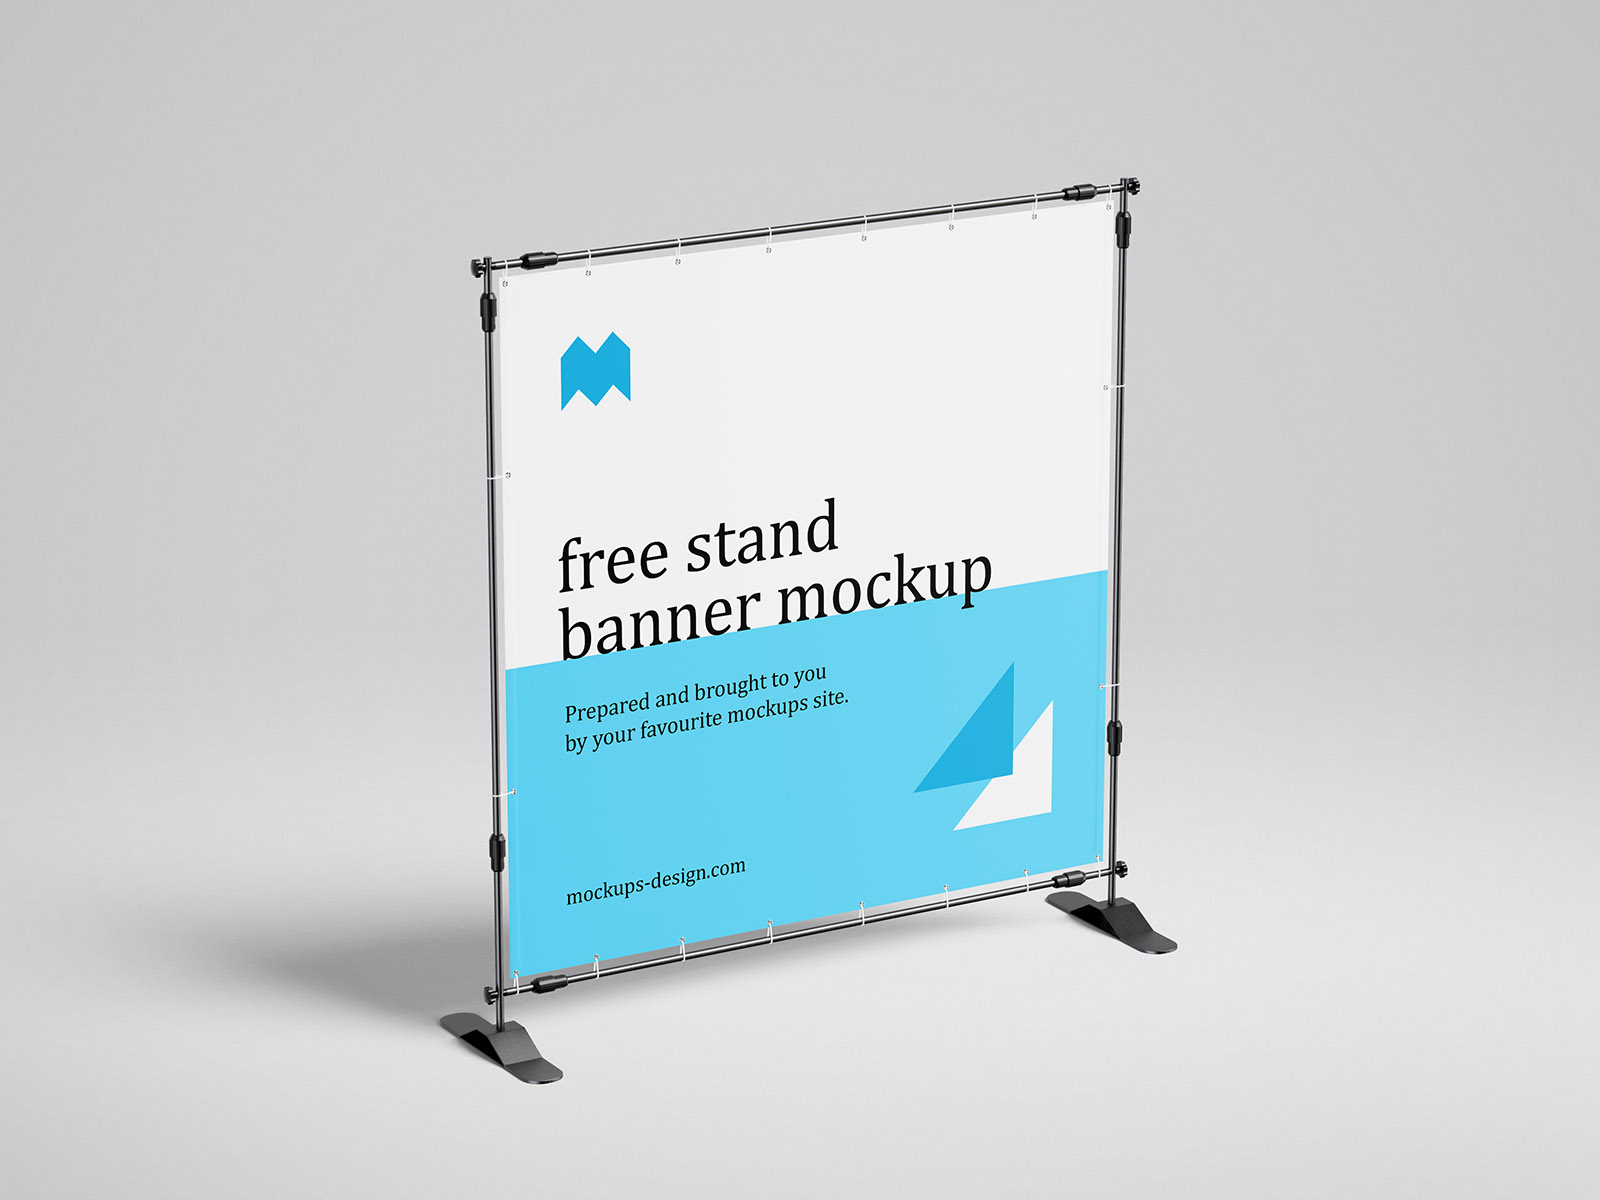 free stand
banner mockup
Prepared and brought to you
by your favourite mockups site.
mockups-design.com